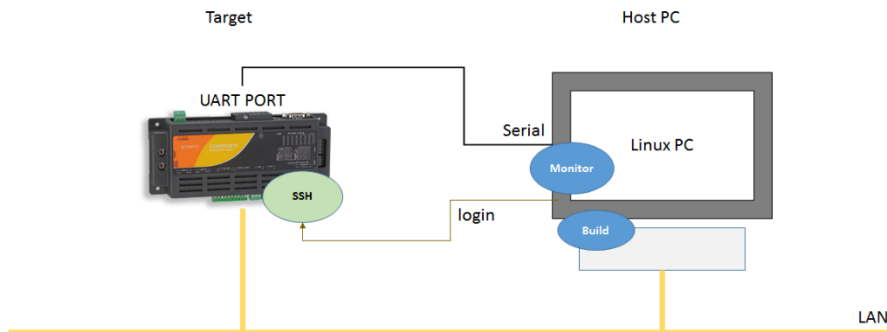 Target
Host PC
UART PORT
Serial
Linux PC
Monitor
SSH
login
Build
LAN